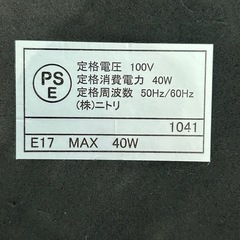 PS
E
定格電圧 100V
定格消費電力 40W
定格周波数 50Hz/60Hz
(株)ニトリ
1041
E17 MAX 40W